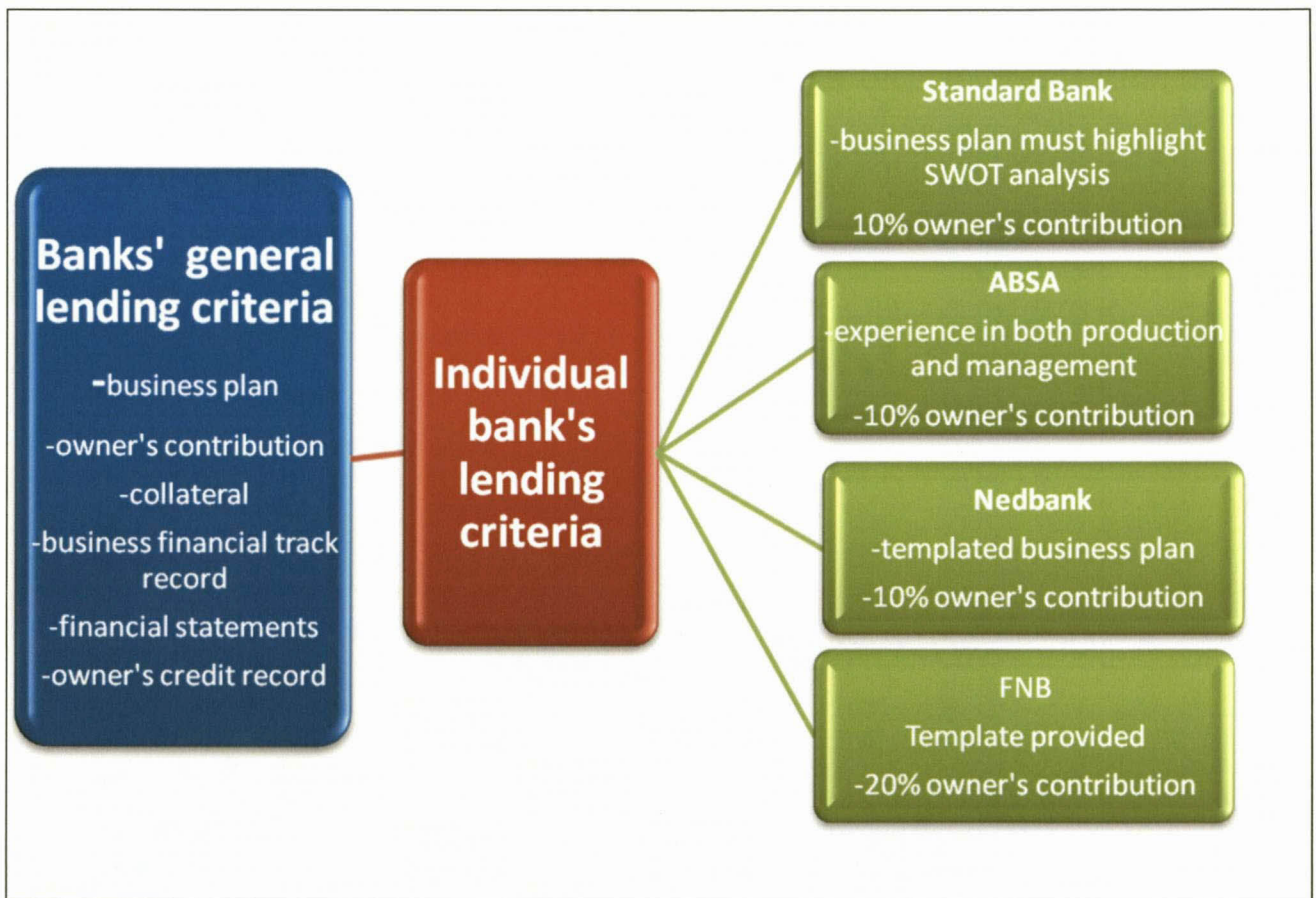 Banks' general
lending criteria
-business plan
-owner's contribution
-collateral
-business financial track
record
-financial statements
-owner's credit record
Individual
bank's
lending
criteria
Standard Bank
-business plan must highlight
SWOT analysis
10% owner's contribution
ABSA
-experience in both production
and management
-10% owner's contribution
Nedbank
-templated business plan
-10% owner's contribution
FNB
Template provided
-20% owner's contribution